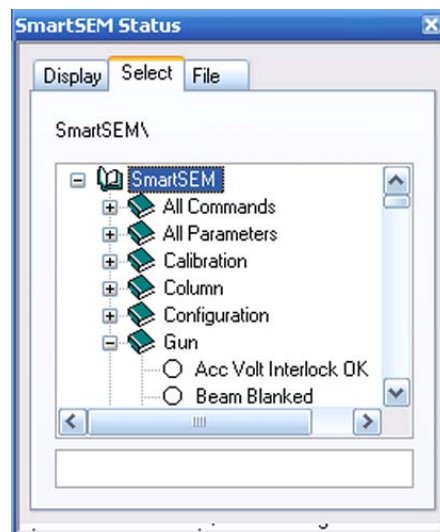 SmartSEM Status
Display Select File
SmartSEM\
SmartSEM
All Commands
All Parameters
Calibration
Column
Configuration
Gun
Acc Volt Interlock OK
Beam Blanked